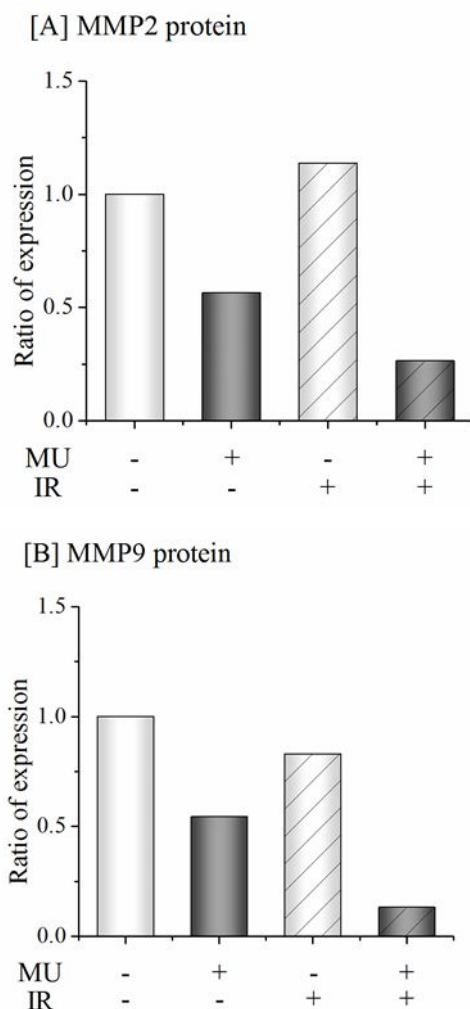 [A] MMP2 protein
1.5
1.0
0.5
0.0
Ratio of expression
MU - + - +
IR - - + +
[B] MMP9 protein
1.5
1.0
0.5
0.0
Ratio of expression
MU - + - +
IR - - + +